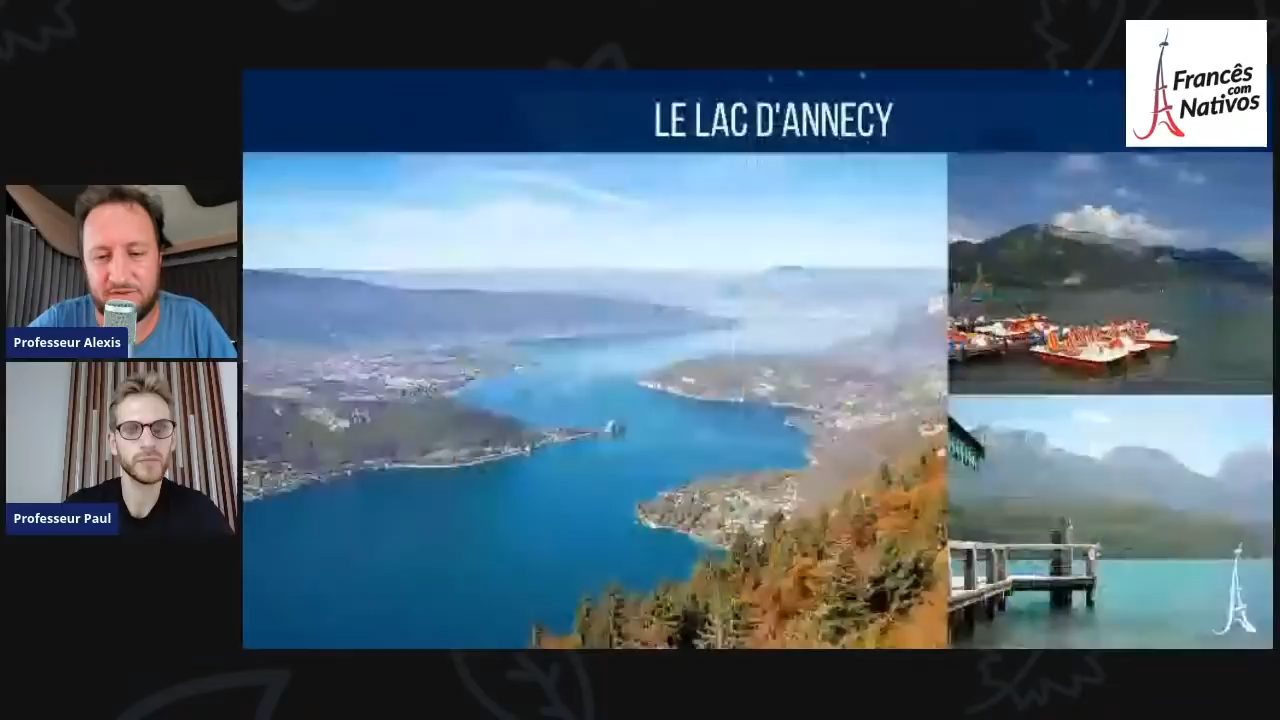 LE LAC D'ANNECY
Francês
com
Nativos
Professeur Alexis
Professeur Paul